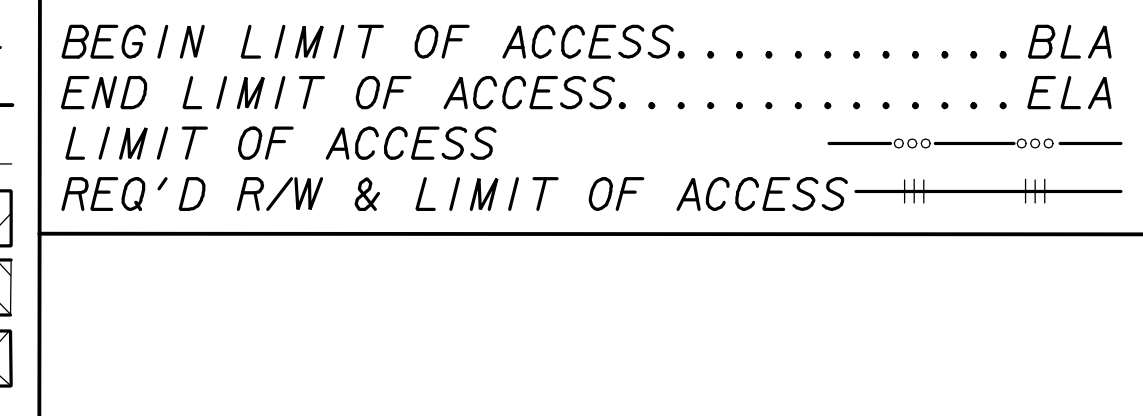 BEGIN LIMIT OF ACCESS.............BLA
END LIMIT OF ACCESS...............ELA
LIMIT OF ACCESS
REQ'D R/W & LIMIT OF ACCESS